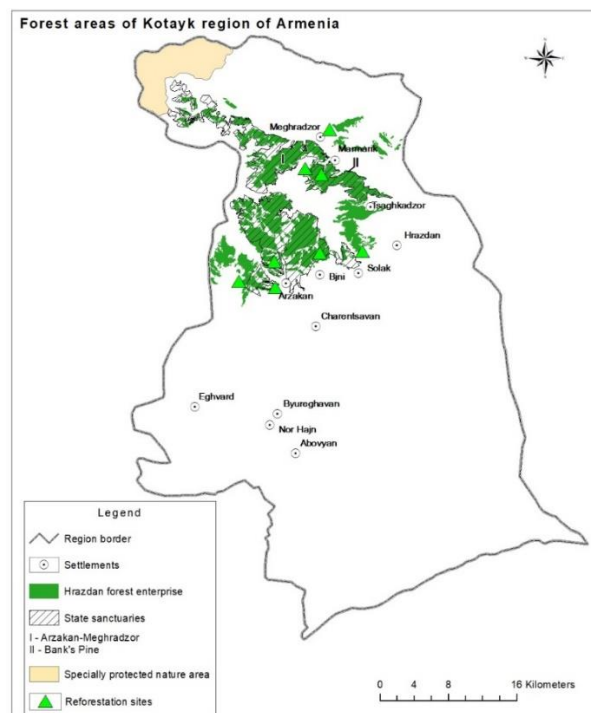 Forest areas of Kotayk region of Armenia
Meghradzor
Marmarik
I
II
Tsaghkadzor
Hrazdan
Solak
Bjni
Arzakan
Charentsavan
Eghvard
Byureghavan
Nor Hajn
Abovyan
Legend
Region border
Settlements
Hrazdan forest enterprise
State sanctuaries
I - Arzakan-Meghradzor
II - Bank's Pine
Specially protected nature area
Reforestation sites
0 4 8 16 Kilometers